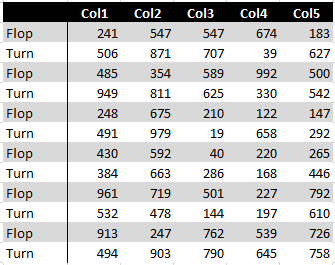 Col1 Col2 Col3 Col4 Col5
Flop 241 547 547 674 183
Turn 506 871 707 39 627
Flop 485 354 589 992 500
Turn 949 811 625 330 542
Flop 248 675 210 122 147
Turn 491 979 19 658 292
Flop 430 592 40 220 265
Turn 384 663 286 168 446
Flop 961 719 501 227 792
Turn 532 478 144 197 610
Flop 913 247 762 539 726
Turn 494 903 790 645 758